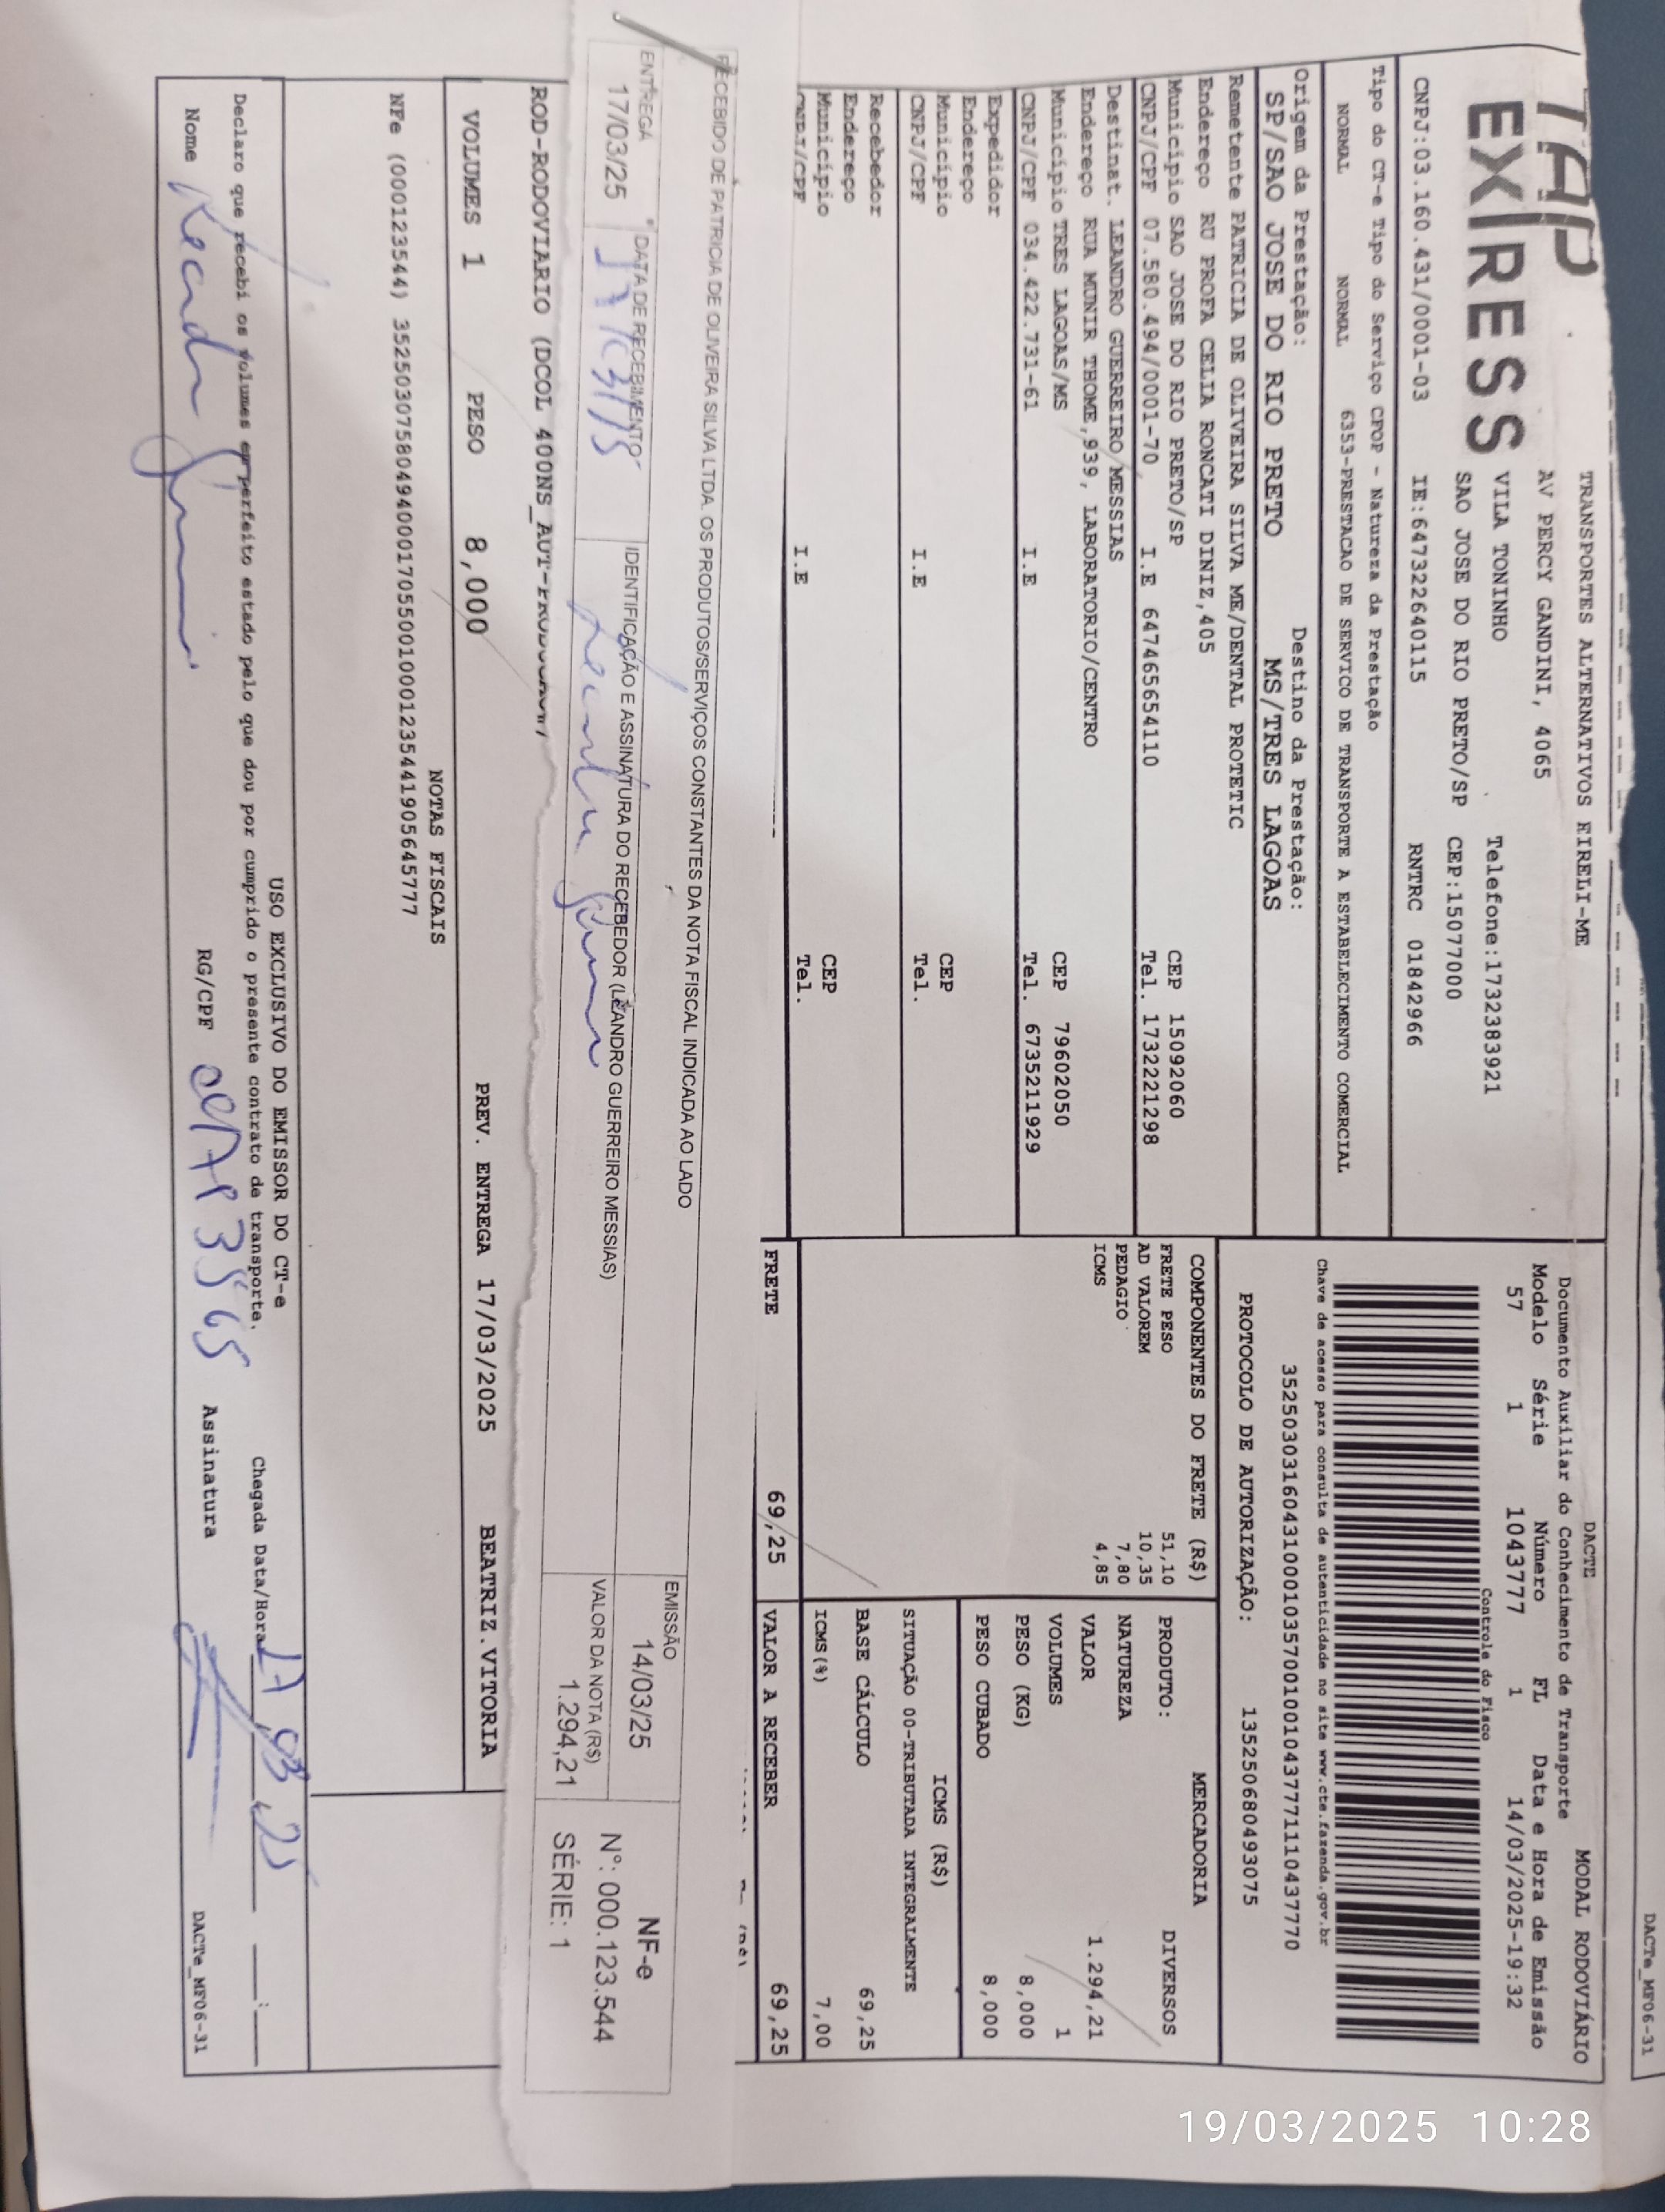 DACTe_MF06-31
TAP
EXPRESS
TRANSPORTES ALTERNATIVOS EIRELI-ME
AV PERCY GANDINI, 4065
VILA TONINHO Telefone:1732383921
SAO JOSE DO RIO PRETO/SP CEP:15077000
CNPJ:03.160.431/0001-03 IE:647322640115 RNTRC 01842966
DACTE MODAL RODOVIÁRIO
Documento Auxiliar do Conhecimento de Transporte
Modelo Série Número FL Data e Hora de Emissão
57 1 1043777 1 14/03/2025-19:32
Controle do Fisco
Chave de acesso para consulta de autenticidade no site www.cte.fazenda.gov.br
35250303160431000103570010010437771110437770
PROTOCOLO DE AUTORIZAÇÃO: 135250680493075
Tipo do CT-e Tipo do Serviço CFOP - Natureza da Prestação
NORMAL NORMAL 6353-PRESTACAO DE SERVICO DE TRANSPORTE A ESTABELECIMENTO COMERCIAL
Origem da Prestação: Destino da Prestação:
SP/SAO JOSE DO RIO PRETO MS/TRES LAGOAS
Remetente PATRICIA DE OLIVEIRA SILVA ME/DENTAL PROTETIC
Endereço RU PROFA CELIA RONCATI DINIZ,405
Município SAO JOSE DO RIO PRETO/SP CEP 15092060
CNPJ/CPF 07.580.494/0001-70 I.E 647465654110 Tel. 1732221298
Destinat. LEANDRO GUERREIRO MESSIAS
Endereço RUA MUNIR THOME,939, LABORATORIO/CENTRO
Município TRES LAGOAS/MS CEP 79602050
CNPJ/CPF 034.422.731-61 I.E Tel. 6735211929
Expedidor
Endereço
Município CEP
CNPJ/CPF I.E Tel.
Recebedor
Endereço
Município CEP
CNPJ/CPF I.E Tel.
COMPONENTES DO FRETE (R$)
FRETE PESO 51,10
AD VALOREM 10,35
PEDAGIO 7,80
ICMS 4,85
FRETE 69,25
MERCADORIA
PRODUTO: DIVERSOS
NATUREZA
VALOR 1.294,21
VOLUMES 1
PESO (KG) 8,000
PESO CUBADO 8,000
ICMS (R$)
SITUAÇÃO 00-TRIBUTADA INTEGRALMENTE
BASE CÁLCULO 69,25
ICMS(%) 7,00
VALOR A RECEBER 69,25
RECEBIDO DE PATRICIA DE OLIVEIRA SILVA LTDA. OS PRODUTOS/SERVIÇOS CONSTANTES DA NOTA FISCAL INDICADA AO LADO
ENTREGA DATA DE RECEBIMENTO IDENTIFICAÇÃO E ASSINATURA DO RECEBEDOR (LEANDRO GUERREIRO MESSIAS)
17/03/25
EMISSÃO
14/03/25
VALOR DA NOTA (R$)
1.294,21
NF-e
Nº: 000.123.544
SÉRIE: 1
ROD-RODOVIARIO (DCOL 400NS_AUT-
VOLUMES 1 PESO 8,000 PREV. ENTREGA 17/03/2025 BEATRIZ.VITORIA
NOTAS FISCAIS
NFe (000123544) 35250307580494000170550010001235441905645777
USO EXCLUSIVO DO EMISSOR DO CT-e
Declaro que recebi os volumes em perfeito estado pelo que dou por cumprido o presente contrato de transporte. Chegada Data/Hora 17 03 25
Nome RG/CPF Assinatura
DACTe_MF06-31
19/03/2025 10:28